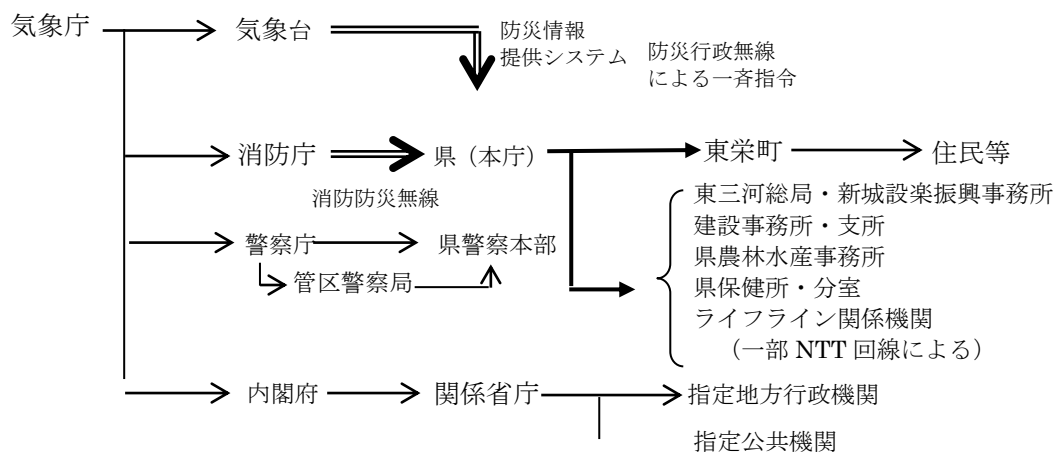 気象庁
気象台
防災情報
提供システム
防災行政無線
による一斉指令
消防庁
県（本庁）
東栄町
住民等
消防防災無線
東三河総局・新城設楽振興事務所
建設事務所・支所
県農林水産事務所
県保健所・分室
ライフライン関係機関
（一部 NTT 回線による）
警察庁
県警察本部
管区警察局
内閣府
関係省庁
指定地方行政機関
指定公共機関